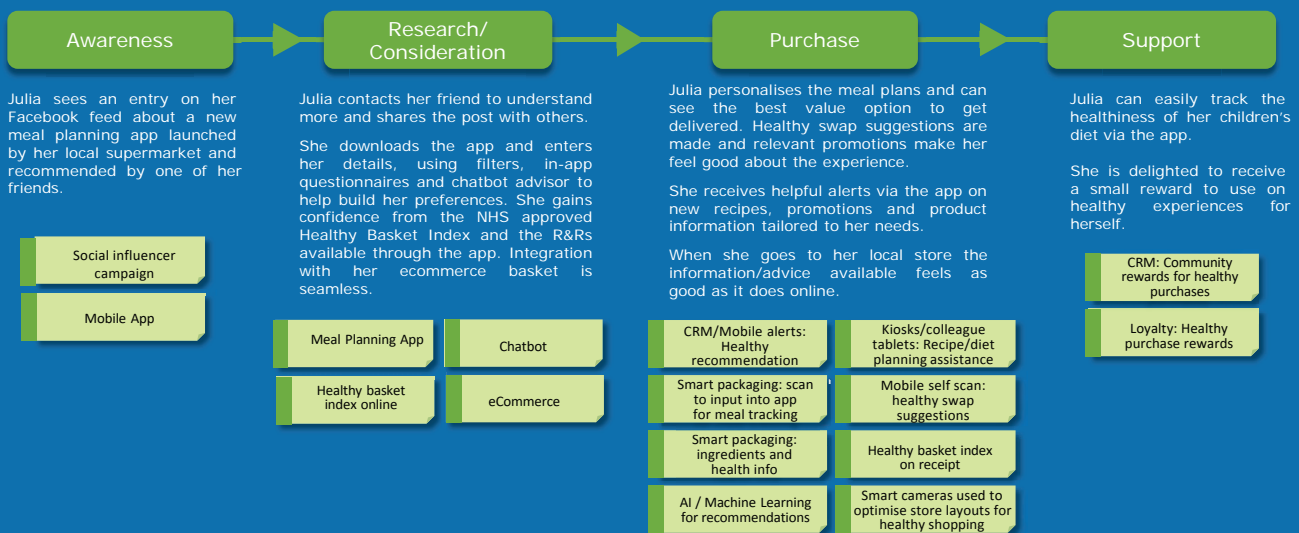 Awareness
Research/
Consideration
Purchase
Support
Julia sees an entry on her
Facebook feed about a new
meal planning app launched
by her local supermarket and
recommended by one of her
friends.
Social influencer
campaign
Mobile App
Julia contacts her friend to understand
more and shares the post with others.
She downloads the app and enters
her details, using filters, in-app
questionnaires and chatbot advisor to
help build her preferences. She gains
confidence from the NHS approved
Healthy Basket Index and the R&Rs
available through the app. Integration
with her ecommerce basket is
seamless.
Meal Planning App
Chatbot
Healthy basket
index online
eCommerce
Julia personalises the meal plans and can
see the best value option to get
delivered. Healthy swap suggestions are
made and relevant promotions make her
feel good about the experience.
She receives helpful alerts via the app on
new recipes, promotions and product
information tailored to her needs.
When she goes to her local store the
information/advice available feels as
good as it does online.
CRM/Mobile alerts:
Healthy
recommendation
Kiosks/colleague
tablets: Recipe/diet
planning assistance
Smart packaging: scan
to input into app
for meal tracking
Mobile self scan:
healthy swap
suggestions
Smart packaging:
ingredients and
health info
Healthy basket index
on receipt
AI / Machine Learning
for recommendations
Smart cameras used to
optimise store layouts for
healthy shopping
Julia can easily track the
healthiness of her children's
diet via the app.
She is delighted to receive
a small reward to use on
healthy experiences for
herself.
CRM: Community
rewards for healthy
purchases
Loyalty: Healthy
purchase rewards